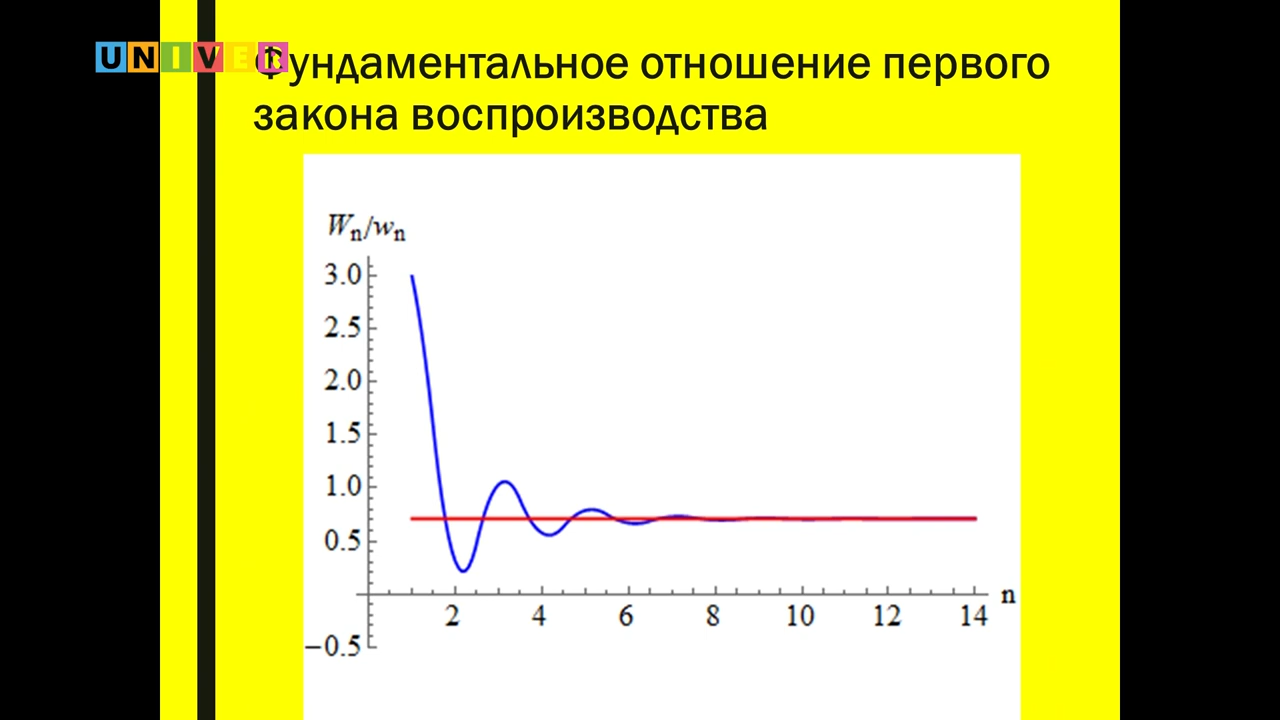 UNIVER
Фундаментальное отношение первого
закона воспроизводства
Wn/wn
3.0
2.5
2.0
1.5
1.0
0.5
−0.5
2 4 6 8 10 12 14 n